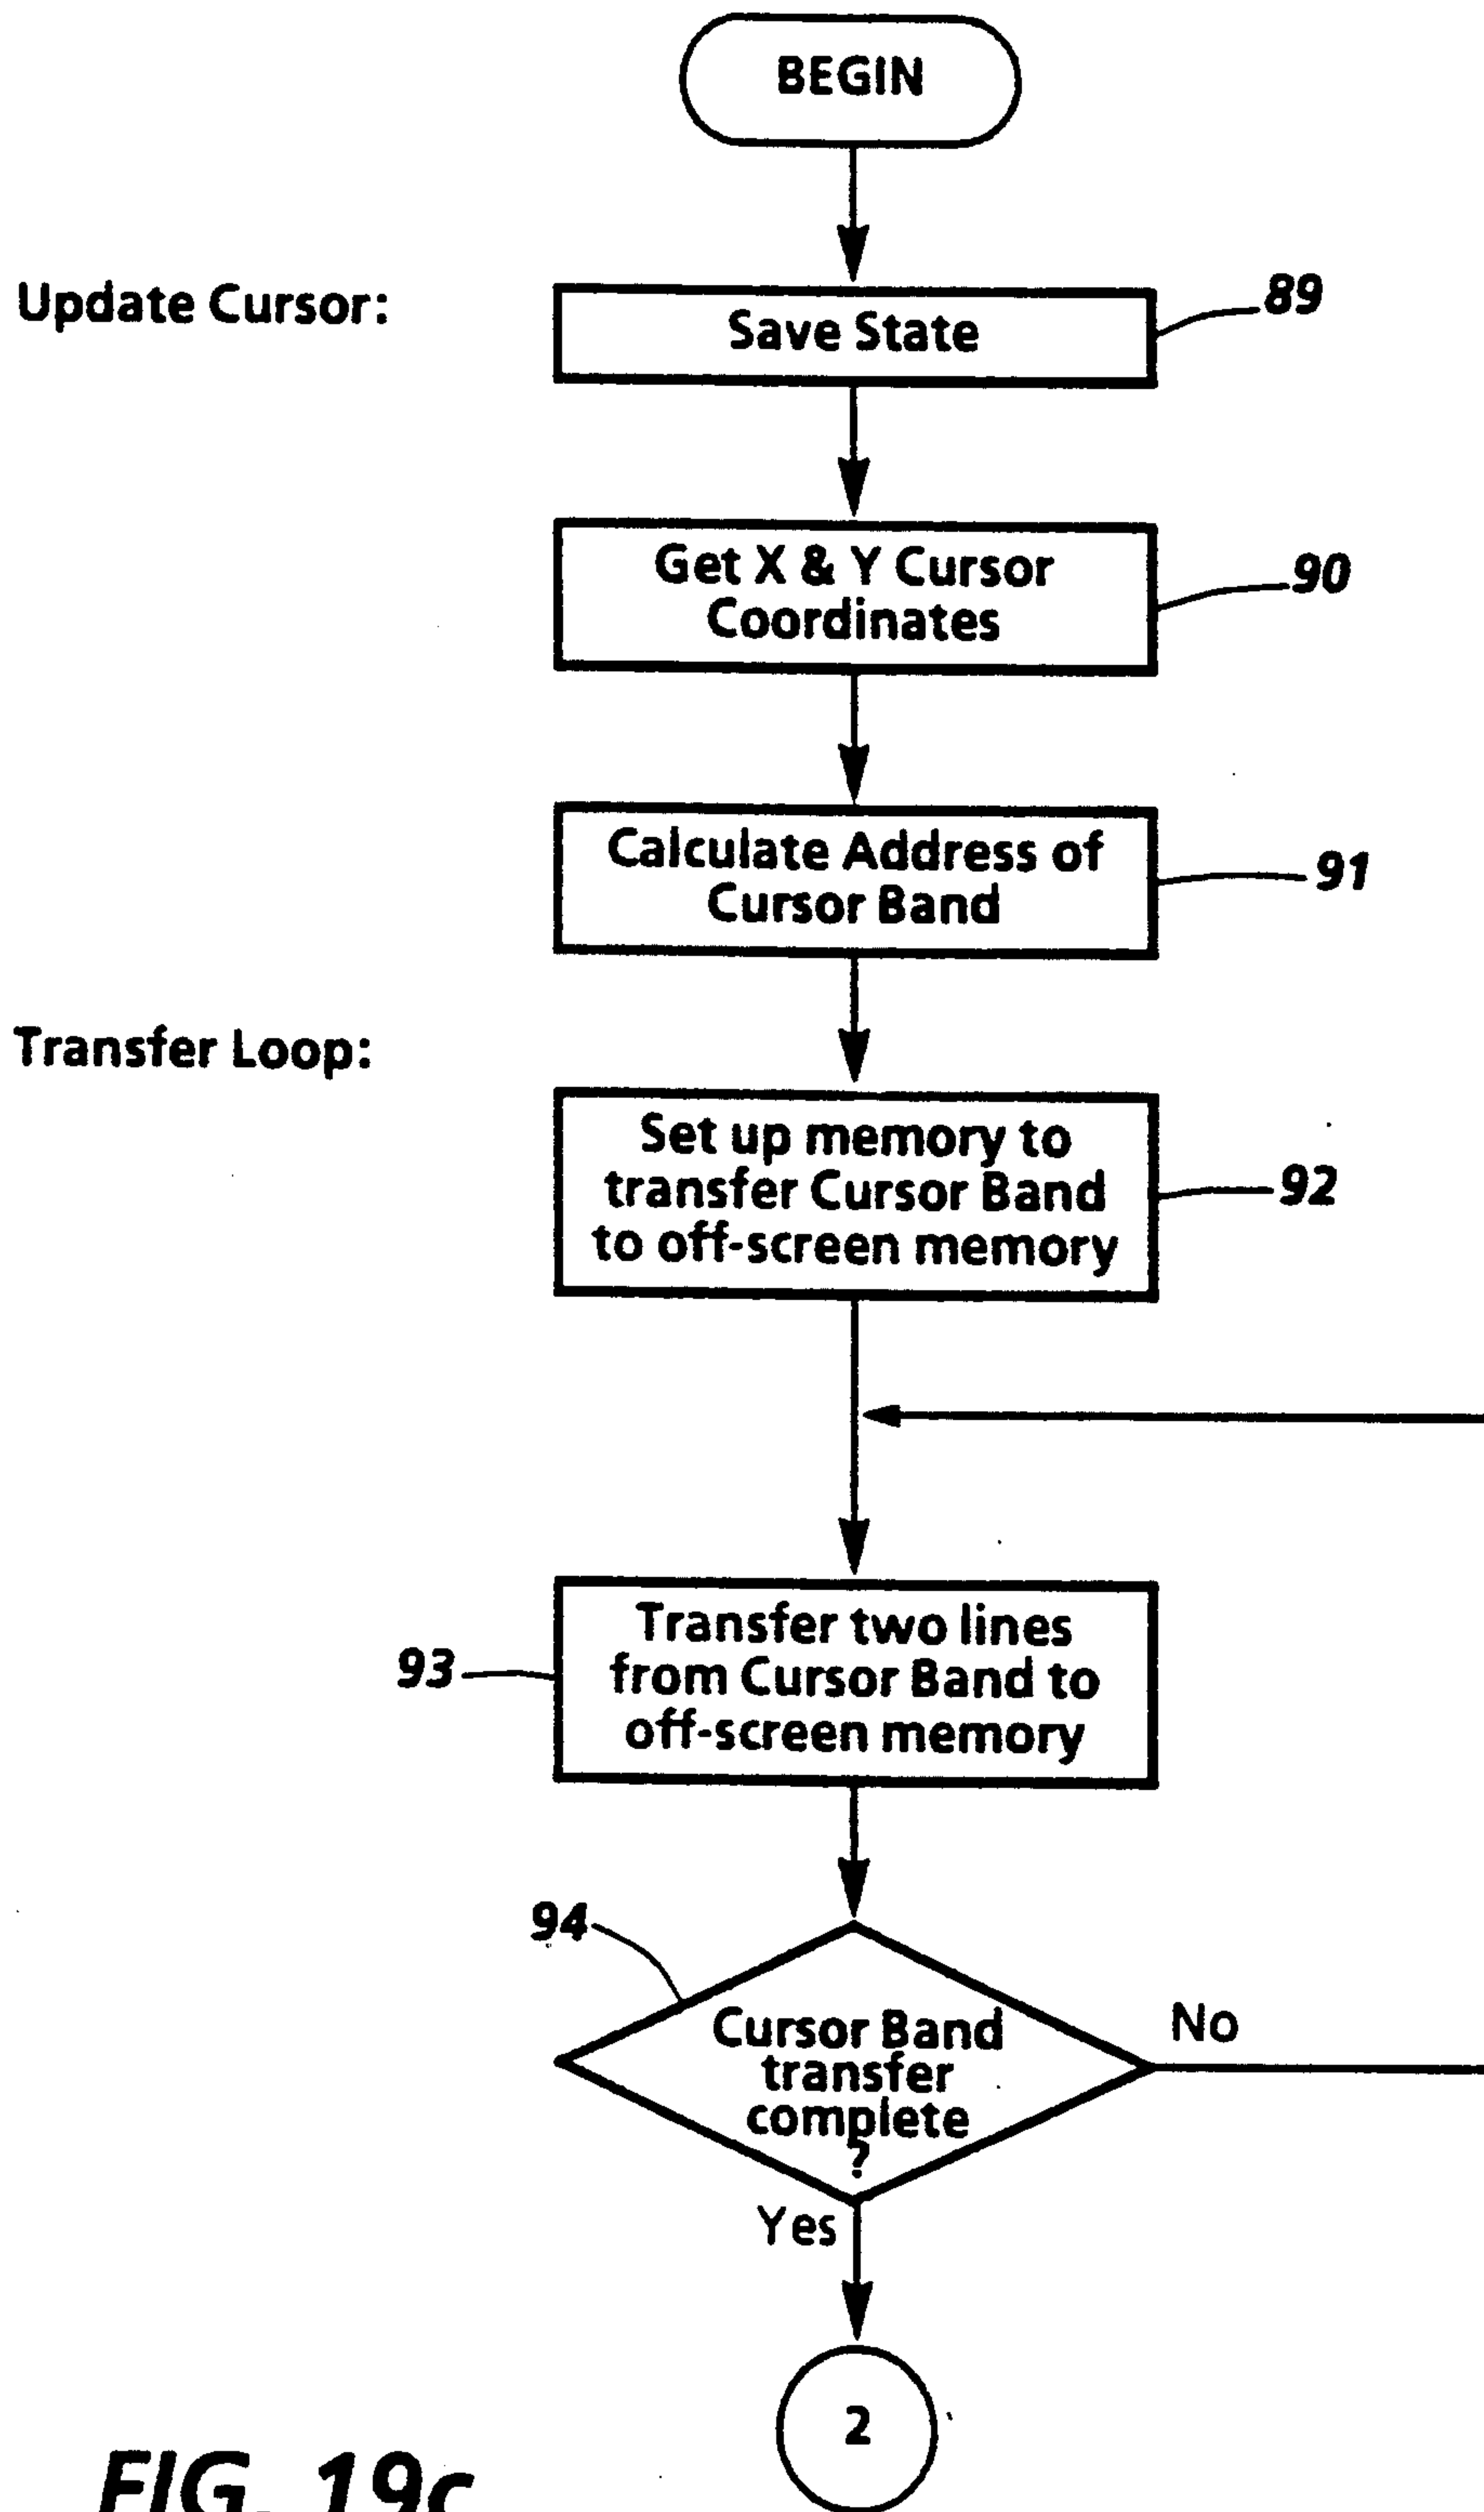 BEGIN
Update Cursor:
Save State
89
Get X & Y Cursor
Coordinates
90
Calculate Address of
Cursor Band
91
Transfer Loop:
Set up memory to
transfer Cursor Band
to off-screen memory
92
Transfer two lines
from Cursor Band to
off-screen memory
93
94
Cursor Band
transfer
complete
?
No
Yes
2
FIG. 19c